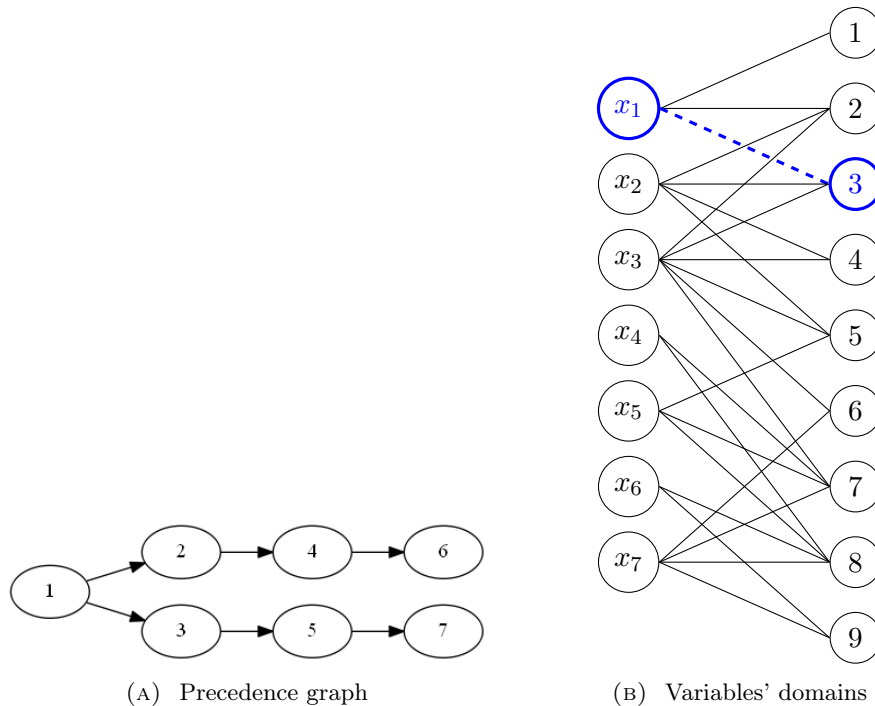 1
2
4
6
3
5
7
(A) Precedence graph
x₁
x₂
x₃
x₄
x₅
x₆
x₇
1
2
3
4
5
6
7
8
9
(B) Variables' domains